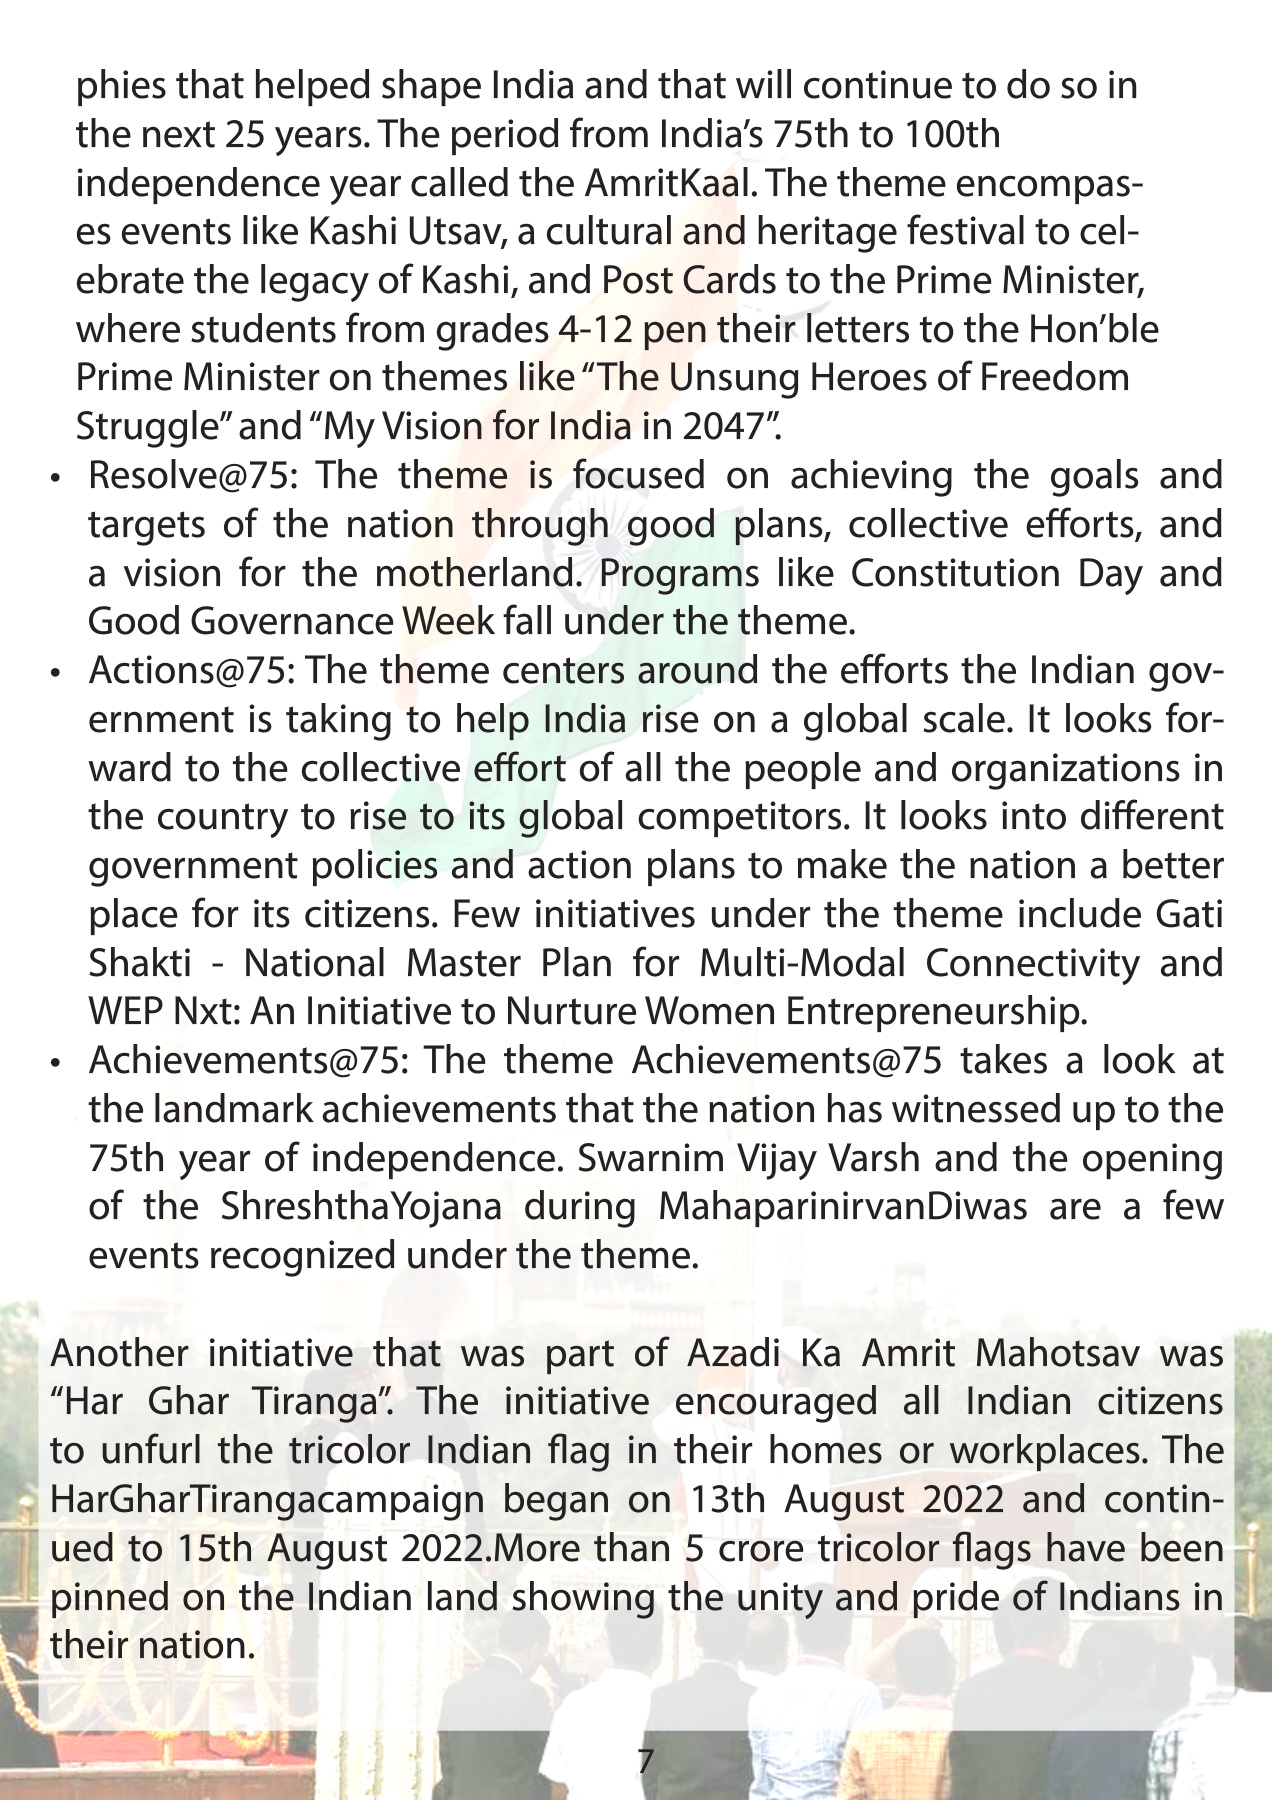 phies that helped shape India and that will continue to do so in
the next 25 years. The period from India’s 75th to 100th
independence year called the AmritKaal. The theme encompas-
es events like Kashi Utsav, a cultural and heritage festival to cel-
ebrate the legacy of Kashi, and Post Cards to the Prime Minister,
where students from grades 4-12 pen their letters to the Hon’ble
Prime Minister on themes like “The Unsung Heroes of Freedom
Struggle” and “My Vision for India in 2047”.
• Resolve@75: The theme is focused on achieving the goals and
targets of the nation through good plans, collective efforts, and
a vision for the motherland. Programs like Constitution Day and
Good Governance Week fall under the theme.
• Actions@75: The theme centers around the efforts the Indian gov-
ernment is taking to help India rise on a global scale. It looks for-
ward to the collective effort of all the people and organizations in
the country to rise to its global competitors. It looks into different
government policies and action plans to make the nation a better
place for its citizens. Few initiatives under the theme include Gati
Shakti - National Master Plan for Multi-Modal Connectivity and
WEP Nxt: An Initiative to Nurture Women Entrepreneurship.
• Achievements@75: The theme Achievements@75 takes a look at
the landmark achievements that the nation has witnessed up to the
75th year of independence. Swarnim Vijay Varsh and the opening
of the ShreshthaYojana during MahaparinirvanDiwas are a few
events recognized under the theme.
Another initiative that was part of Azadi Ka Amrit Mahotsav was
“Har Ghar Tiranga”. The initiative encouraged all Indian citizens
to unfurl the tricolor Indian flag in their homes or workplaces. The
HarGharTirangacampaign began on 13th August 2022 and contin-
ued to 15th August 2022.More than 5 crore tricolor flags have been
pinned on the Indian land showing the unity and pride of Indians in
their nation.
7